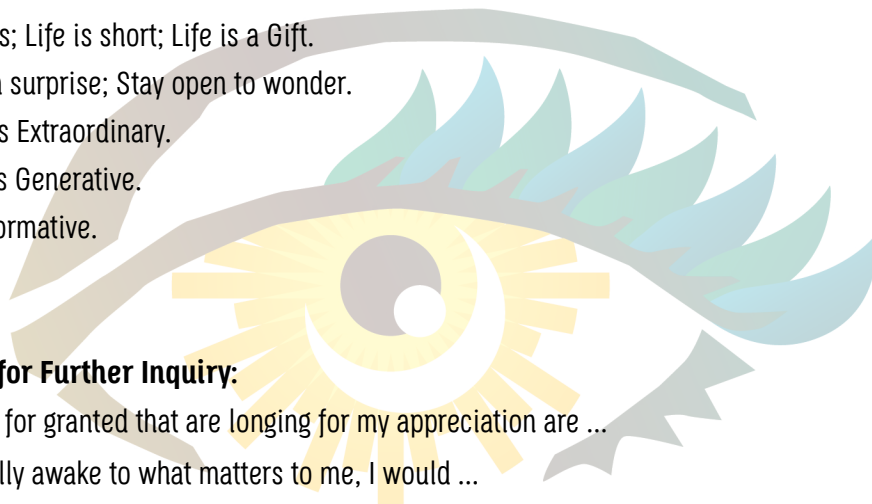 s; Life is short; Life is a Gift.
a surprise; Stay open to wonder.
s Extraordinary.
s Generative.
ormative.
for Further Inquiry:
for granted that are longing for my appreciation are ...
lly awake to what matters to me, I would ...